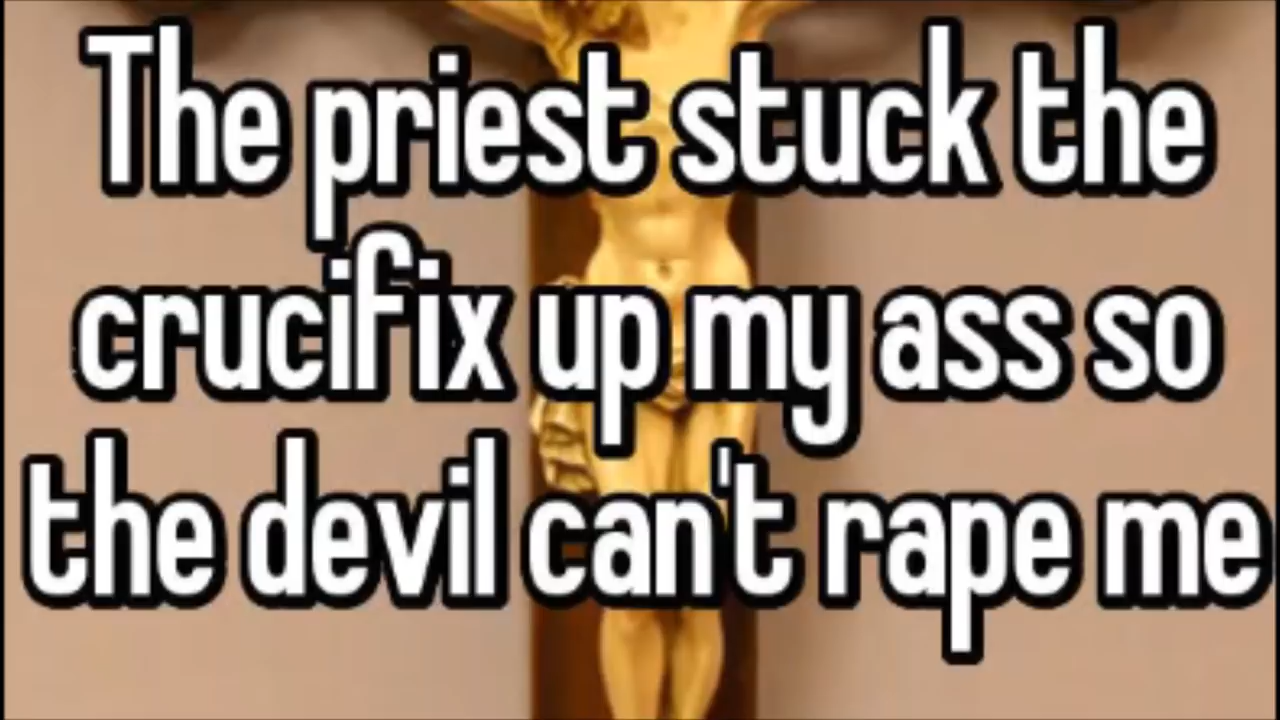 The priest stuck the
crucifix up my ass so
the devil can't rape me